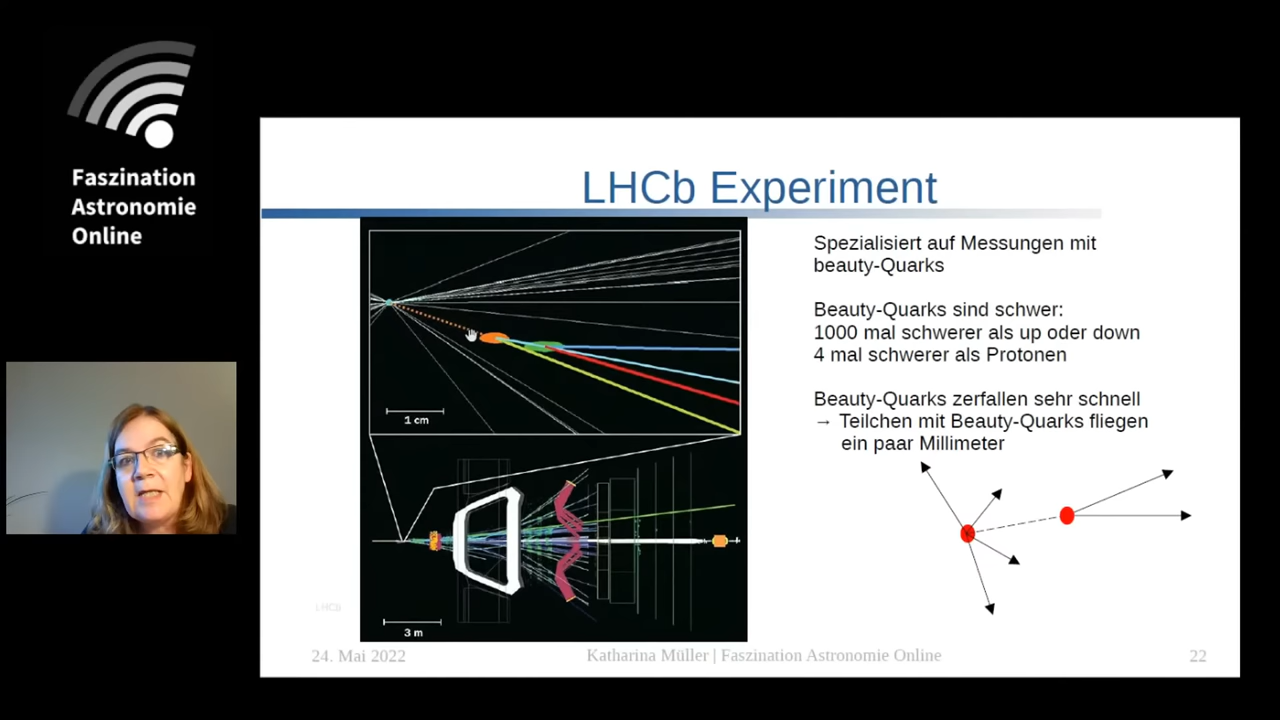 Faszination
Astronomie
Online
LHCb Experiment
Spezialisiert auf Messungen mit
beauty-Quarks
Beauty-Quarks sind schwer:
1000 mal schwerer als up oder down
4 mal schwerer als Protonen
Beauty-Quarks zerfallen sehr schnell
→ Teilchen mit Beauty-Quarks fliegen
ein paar Millimeter
1 cm
3 m
LHCb
24. Mai 2022
Katharina Müller | Faszination Astronomie Online
22